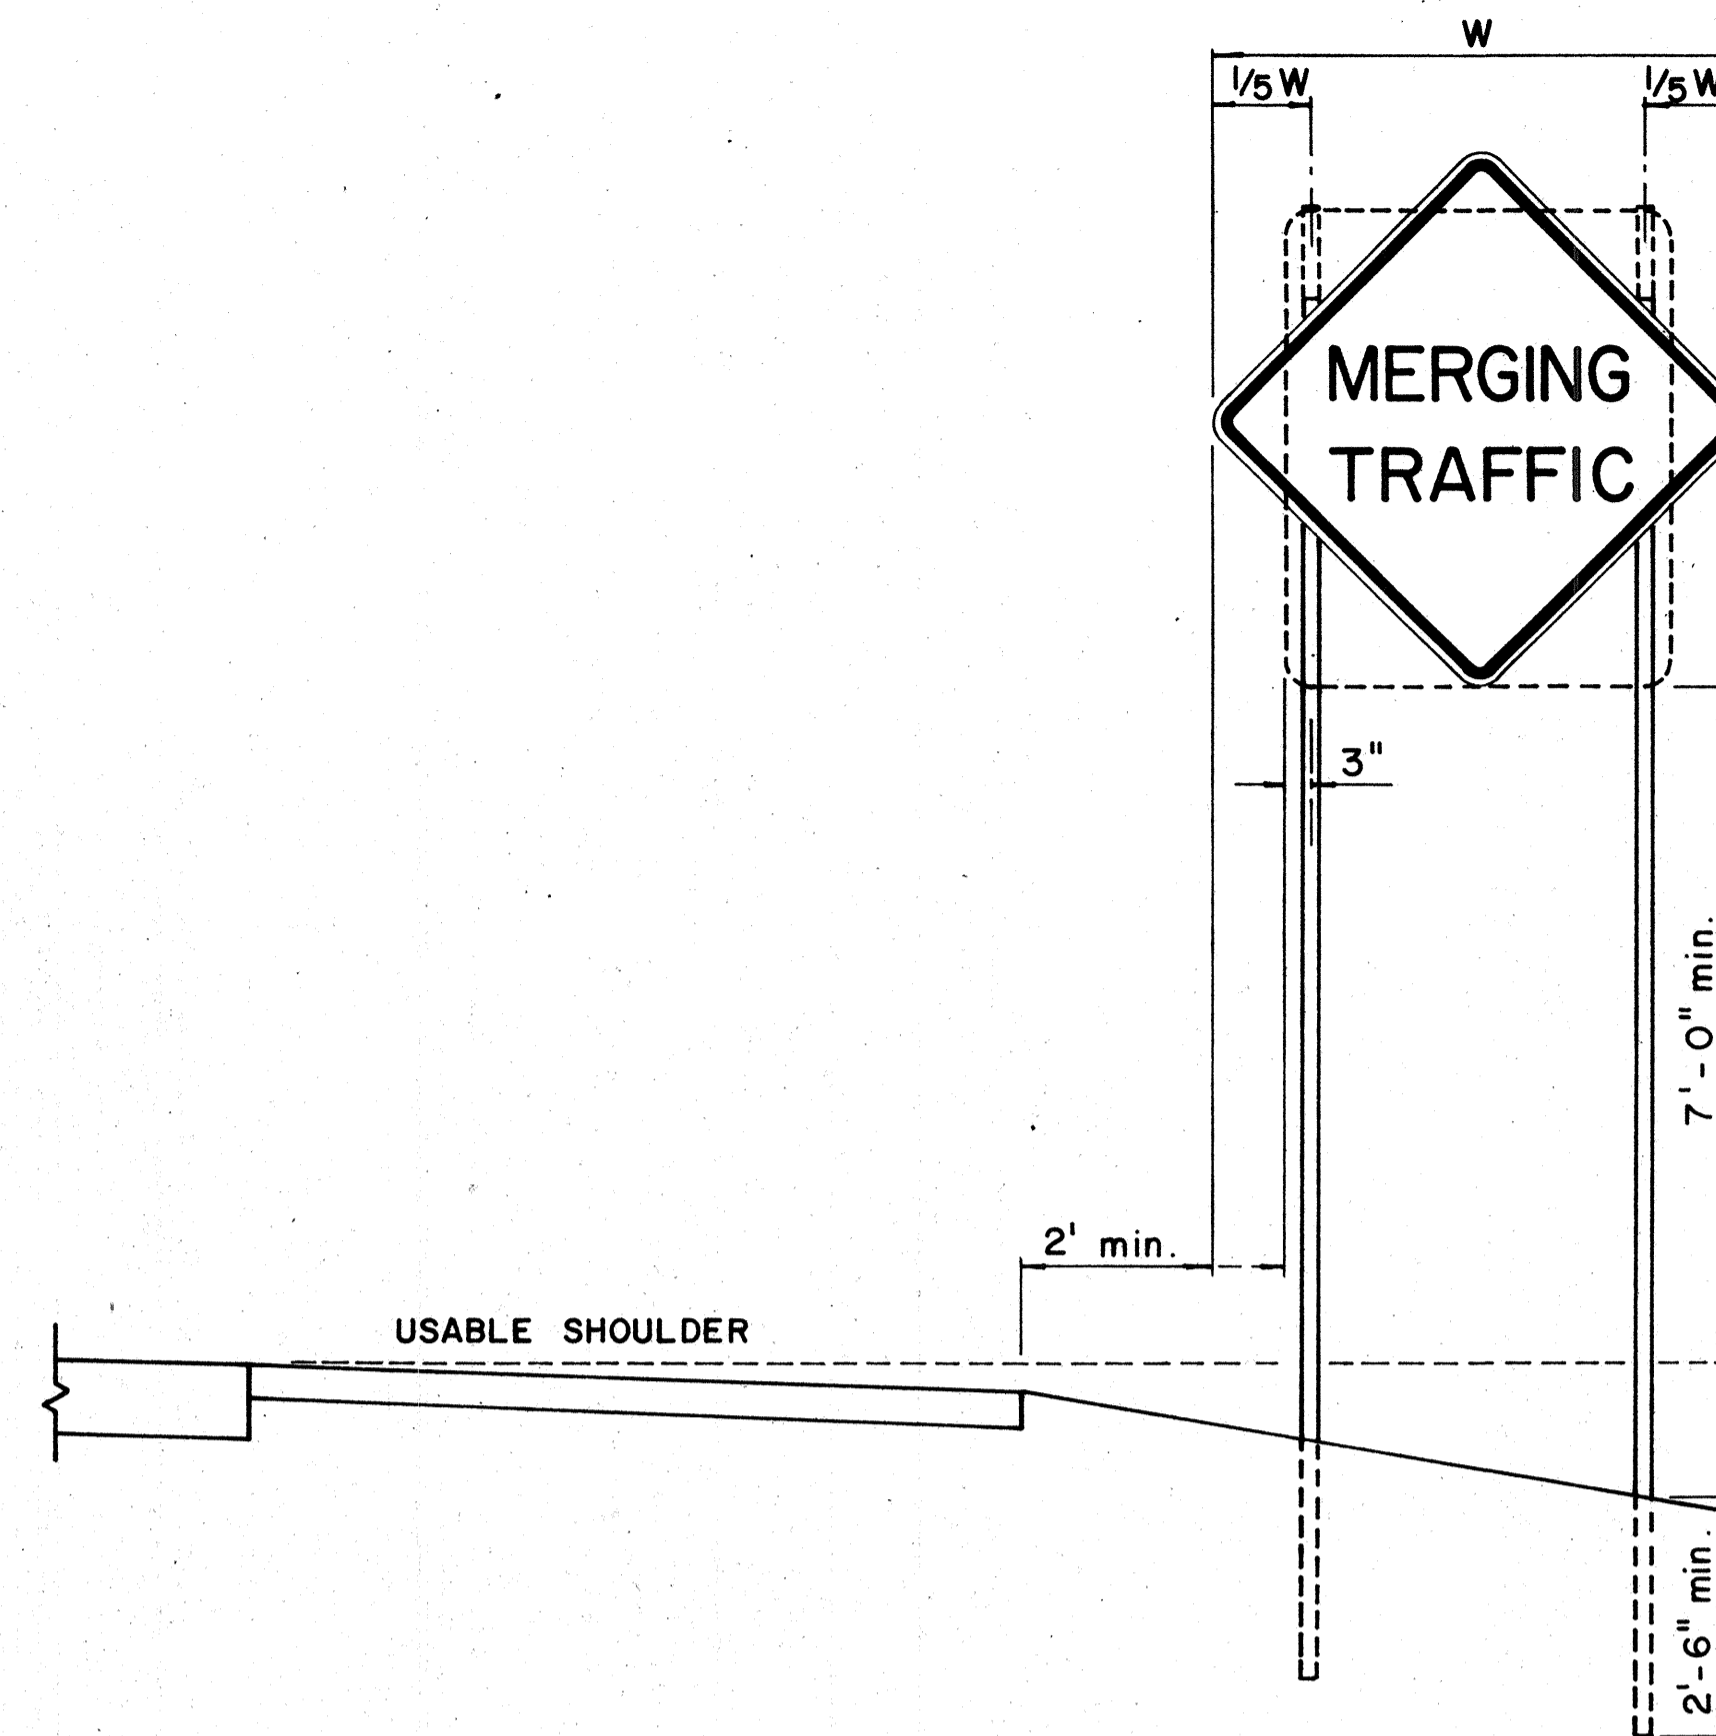 W
1/5 W
1/5 W
MERGING
TRAFFIC
3"
7'-0" min.
2' min.
USABLE SHOULDER
2'-6" min.